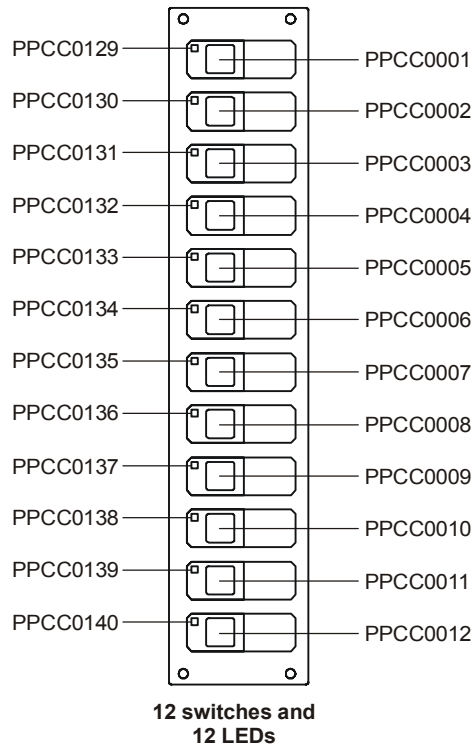 PPCC0129 PPCC0001
PPCC0130 PPCC0002
PPCC0131 PPCC0003
PPCC0132 PPCC0004
PPCC0133 PPCC0005
PPCC0134 PPCC0006
PPCC0135 PPCC0007
PPCC0136 PPCC0008
PPCC0137 PPCC0009
PPCC0138 PPCC0010
PPCC0139 PPCC0011
PPCC0140 PPCC0012
12 switches and
12 LEDs